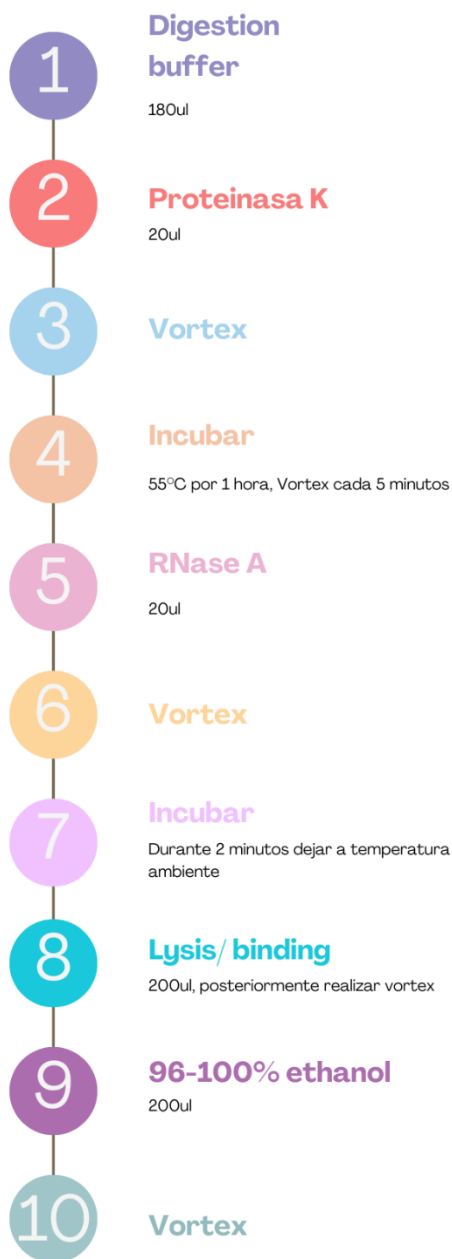 1
Digestion
buffer
180ul
2
Proteinasa K
20ul
3
Vortex
4
Incubar
55°C por 1 hora, Vortex cada 5 minutos
5
RNase A
20ul
6
Vortex
7
Incubar
Durante 2 minutos dejar a temperatura
ambiente
8
Lysis/ binding
200ul, posteriormente realizar vortex
9
96-100% ethanol
200ul
10
Vortex